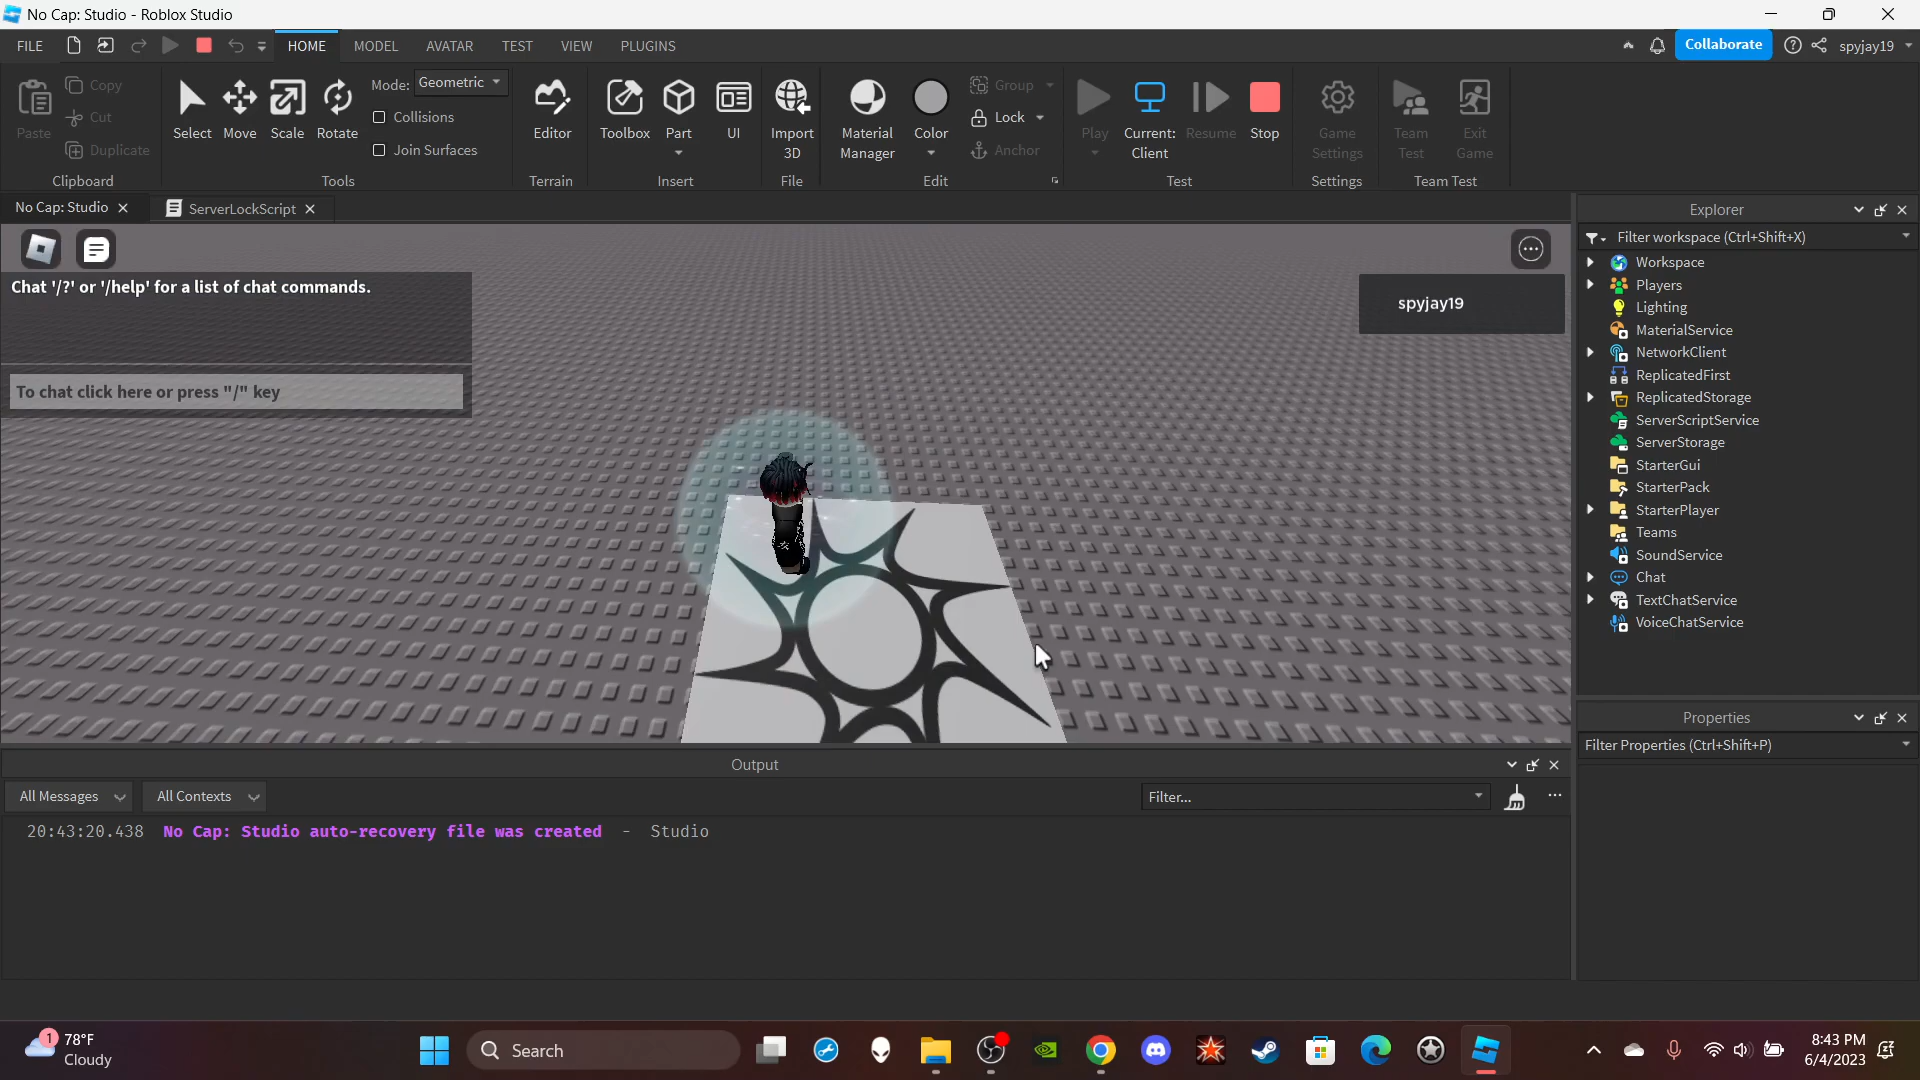 No Cap: Studio - Roblox Studio
FILE
HOME
MODEL
AVATAR
TEST
VIEW
PLUGINS
Collaborate
spyjay19
Paste
Copy
Cut
Duplicate
Clipboard
Select
Move
Scale
Rotate
Mode: Geometric
Collisions
Join Surfaces
Tools
Editor
Terrain
Toolbox
Part
UI
Insert
Import
3D
File
Material
Manager
Color
Group
Lock
Anchor
Edit
Play
Current:
Client
Resume
Stop
Test
Game
Settings
Settings
Team
Test
Exit
Game
Team Test
No Cap: Studio
ServerLockScript
Chat '/?' or '/help' for a list of chat commands.
To chat click here or press "/" key
spyjay19
Explorer
Filter workspace (Ctrl+Shift+X)
Workspace
Players
Lighting
MaterialService
NetworkClient
ReplicatedFirst
ReplicatedStorage
ServerScriptService
ServerStorage
StarterGui
StarterPack
StarterPlayer
Teams
SoundService
Chat
TextChatService
VoiceChatService
Properties
Filter Properties (Ctrl+Shift+P)
Output
All Messages
All Contexts
Filter...
20:43:20.438 No Cap: Studio auto-recovery file was created - Studio
1
78°F
Cloudy
Search
8:43 PM
6/4/2023